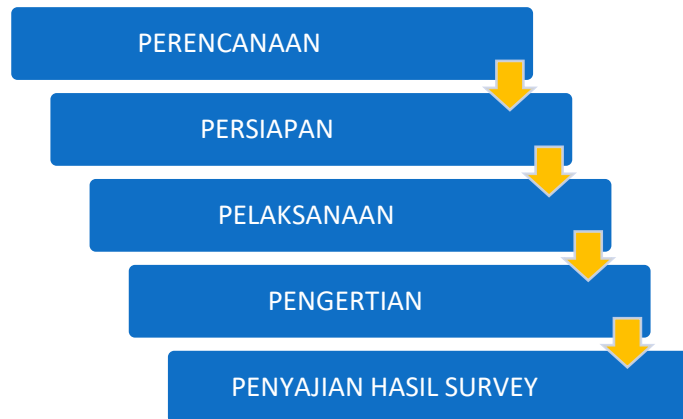 PERENCANAAN
PERSIAPAN
PELAKSANAAN
PENGERTIAN
PENYAJIAN HASIL SURVEY